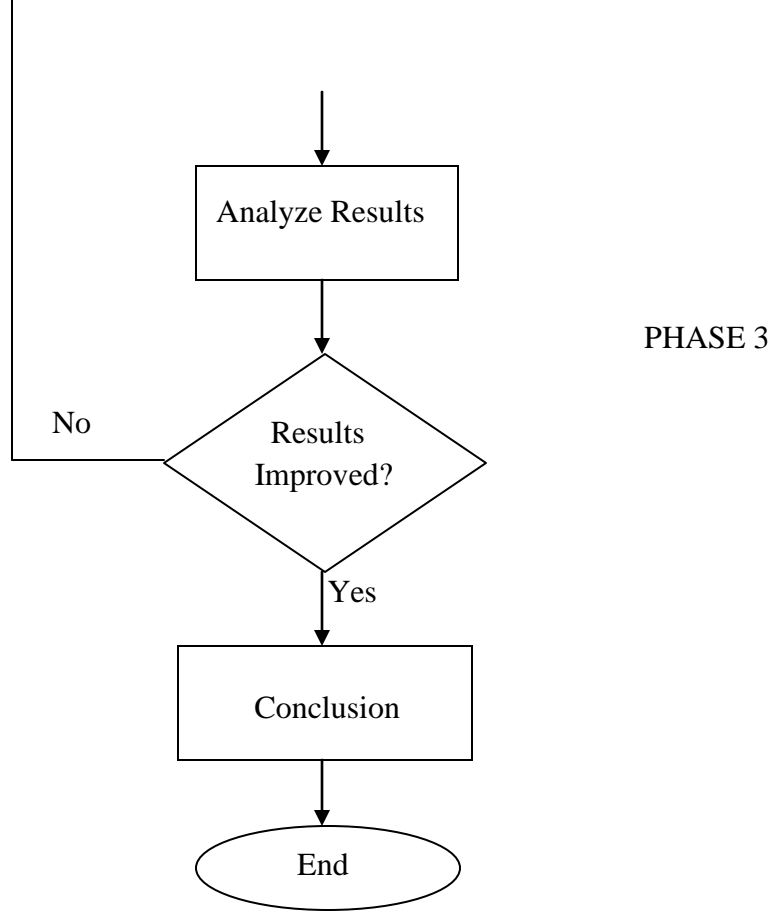 Analyze Results
PHASE 3
No
Results
Improved?
Yes
Conclusion
End